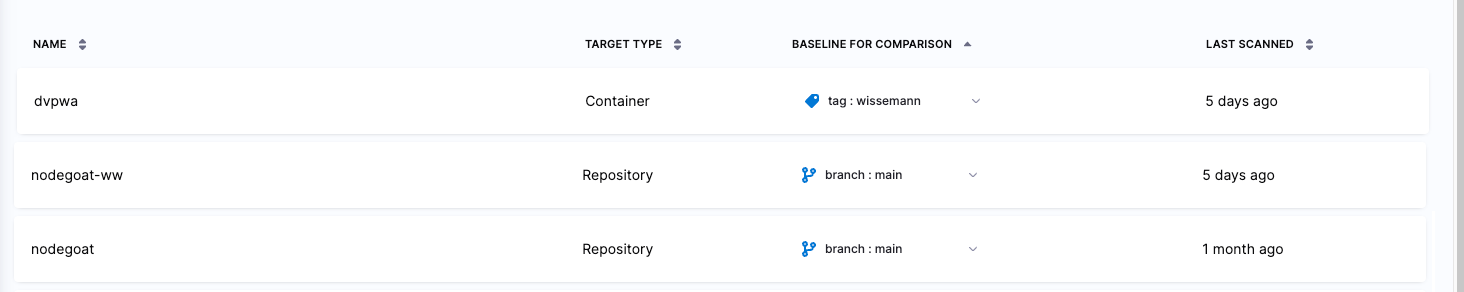 NAME TARGET TYPE BASELINE FOR COMPARISON LAST SCANNED
dvpwa Container tag : wissemann 5 days ago
nodegoat-ww Repository branch : main 5 days ago
nodegoat Repository branch : main 1 month ago